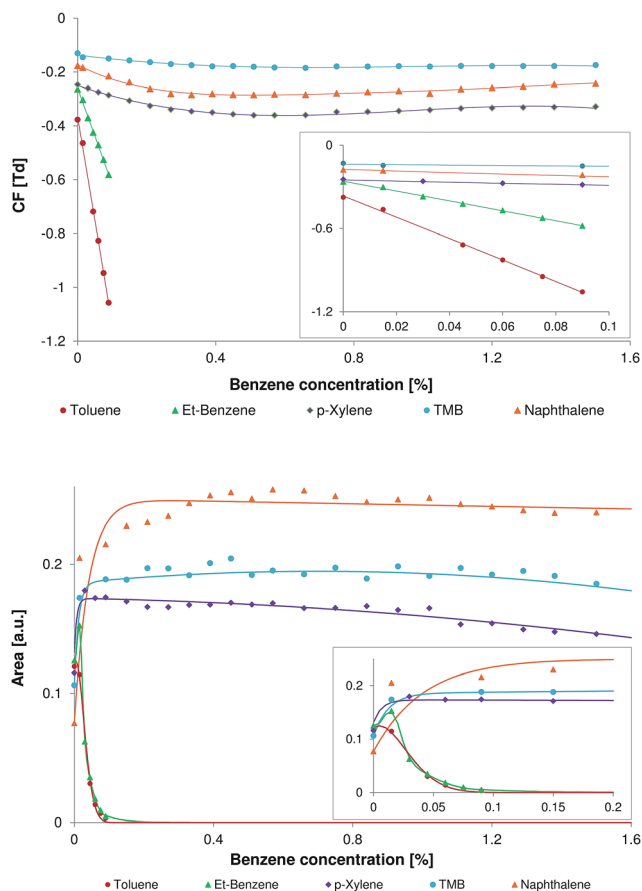 0
-0.2
-0.4
-0.6
-0.8
-1
-1.2
CF [Td]
0
-0.6
-1.2
0 0.02 0.04 0.06 0.08 0.1
0 0.4 0.8 1.2 1.6
Benzene concentration [%]
Toluene Et-Benzene p-Xylene TMB Naphthalene
0.2
0.1
0
Area [a.u.]
0.2
0.1
0
0 0.05 0.1 0.15 0.2
0 0.4 0.8 1.2 1.6
Benzene concentration [%]
Toluene Et-Benzene p-Xylene TMB Naphthalene